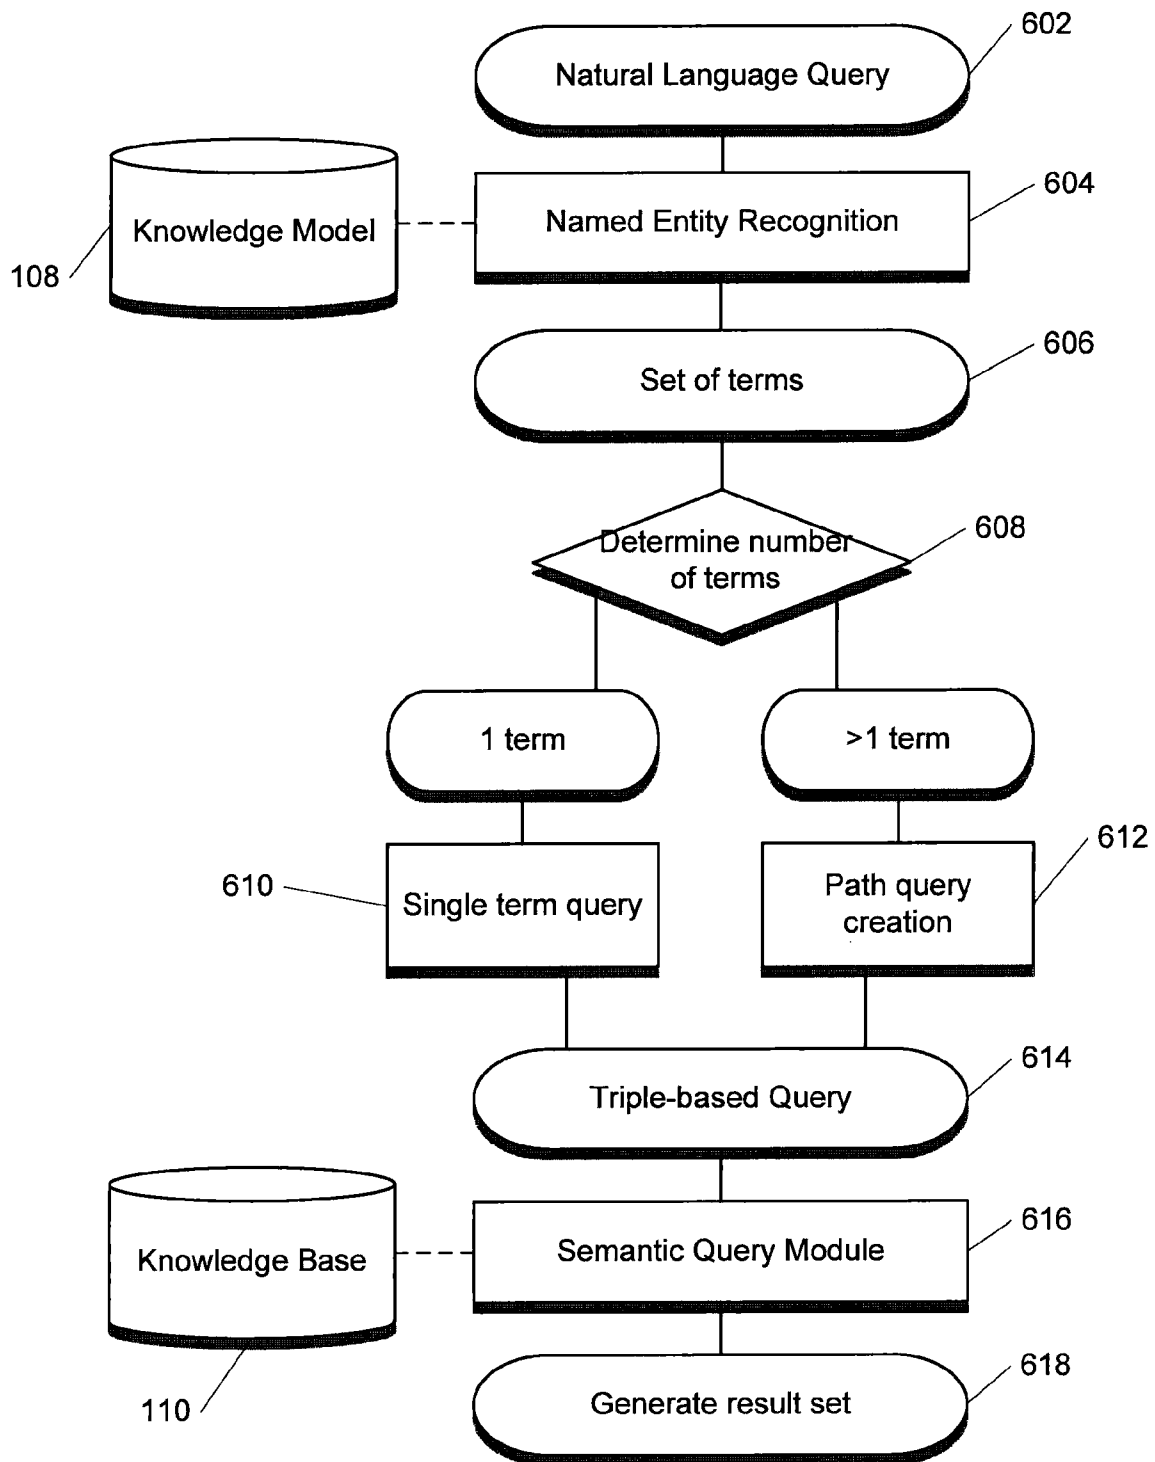 602
Natural Language Query
604
Named Entity Recognition
Knowledge Model
108
606
Set of terms
608
Determine number
of terms
1 term
>1 term
612
610
Single term query
Path query
creation
614
Triple-based Query
616
Semantic Query Module
Knowledge Base
618
Generate result set
110